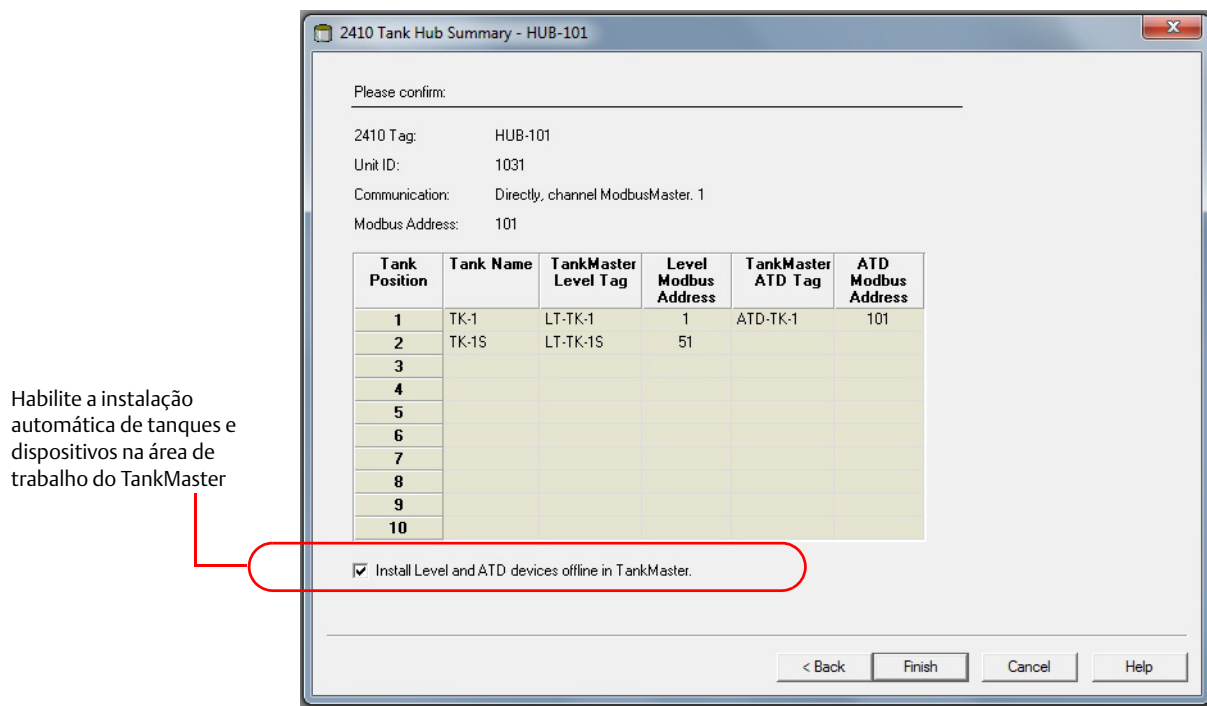 2410 Tank Hub Summary - HUB-101
Please confirm:
2410 Tag: HUB-101
Unit ID: 1031
Communication: Directly, channel ModbusMaster. 1
Modbus Address: 101
Tank Position Tank Name TankMaster Level Tag Level Modbus Address TankMaster ATD Tag ATD Modbus Address
1 TK-1 LT-TK-1 1 ATD-TK-1 101
2 TK-1S LT-TK-1S 51
3
4
5
6
7
8
9
10
Habilite a instalação
automática de tanques e
dispositivos na área de
trabalho do TankMaster
Install Level and ATD devices offline in TankMaster.
< Back Finish Cancel Help